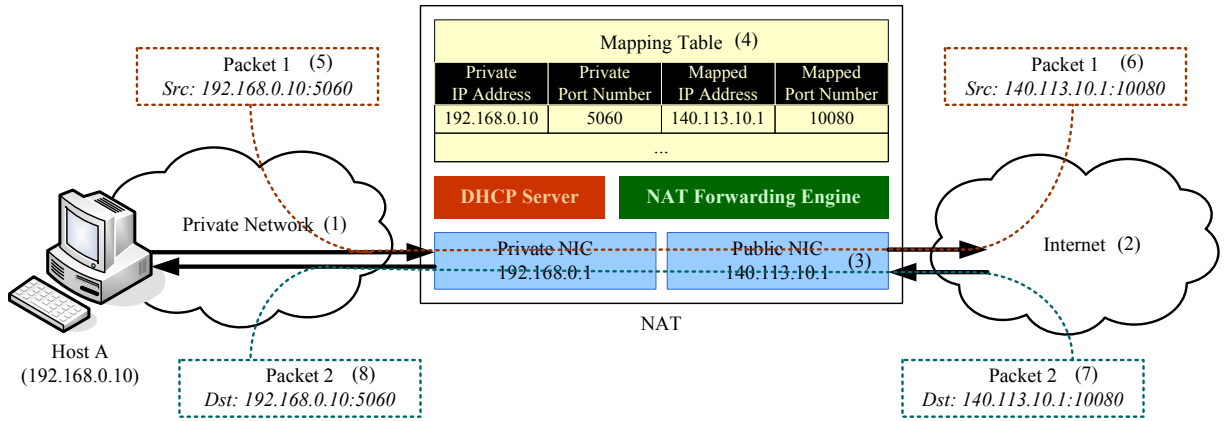 Packet 1 (5)
Src: 192.168.0.10:5060
Mapping Table (4)
Private IP Address
Private Port Number
Mapped IP Address
Mapped Port Number
192.168.0.10 5060 140.113.10.1 10080
...
Packet 1 (6)
Src: 140.113.10.1:10080
DHCP Server
NAT Forwarding Engine
Private Network (1)
Private NIC
192.168.0.1
Public NIC
140.113.10.1 (3)
Internet (2)
NAT
Host A
(192.168.0.10)
Packet 2 (8)
Dst: 192.168.0.10:5060
Packet 2 (7)
Dst: 140.113.10.1:10080